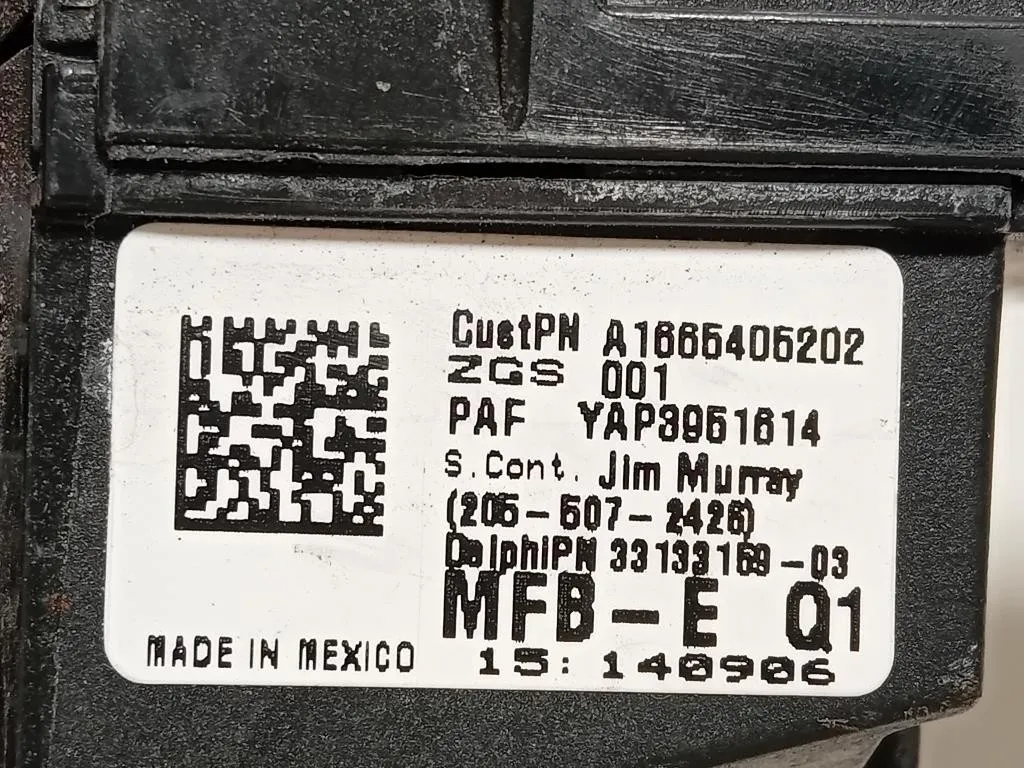 CustPN A1665405202
ZGS 001
PAF YAP3951614
S.Cont. Jim Murray
(205-507-2426)
DelphiPN 33133159-03
MFB-E Q1
15: 140906
MADE IN MEXICO